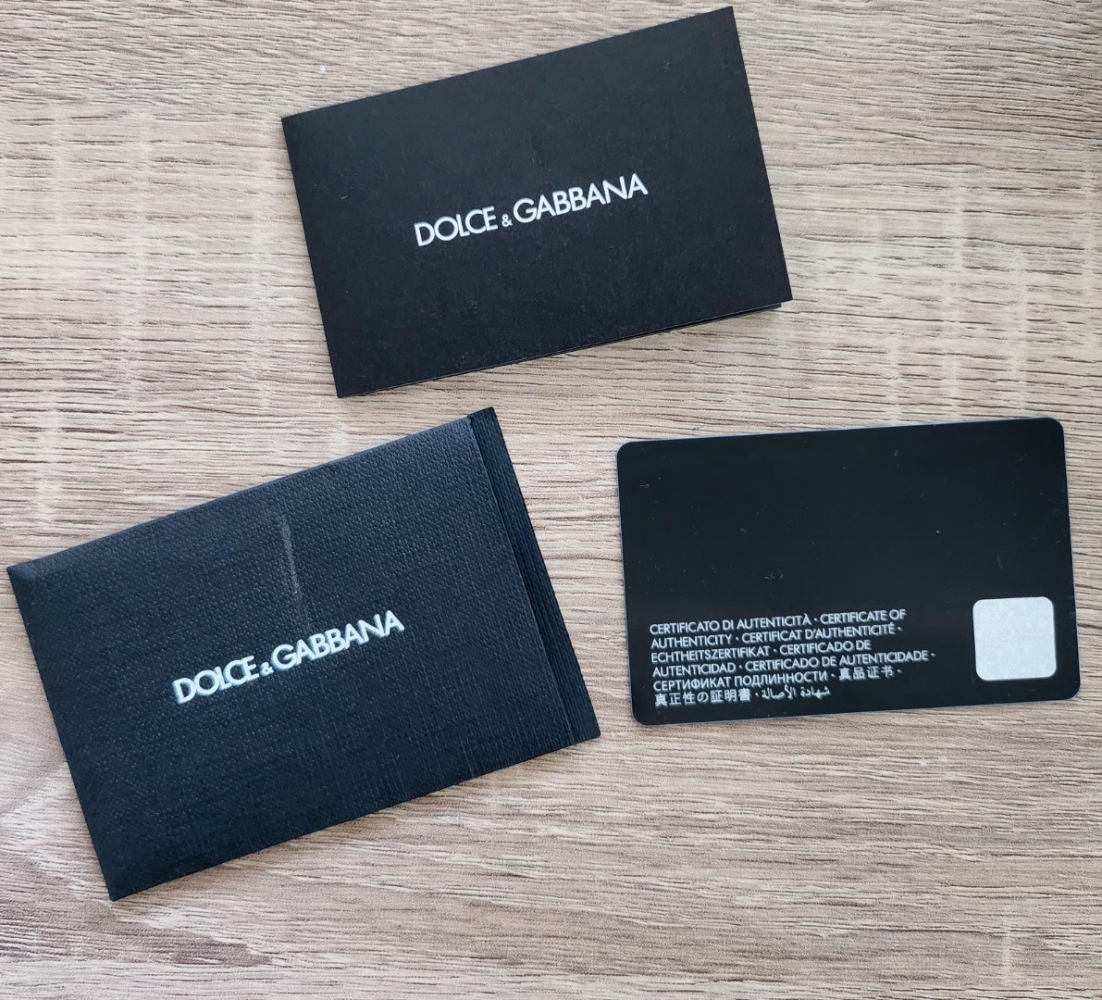 DOLCE & GABBANA
DOLCE & GABBANA
CERTIFICATO DI AUTENTICITÀ · CERTIFICATE OF
AUTHENTICITY · CERTIFICAT D'AUTHENTICITÉ ·
ECHTHEITSZERTIFIKAT · CERTIFICADO DE
AUTENTICIDAD · CERTIFICADO DE AUTENTICIDADE ·
СЕРТИФИКАТ ПОДЛИННОСТИ · 真品证书 ·
真正性の証明書 · شهادة الأصالة